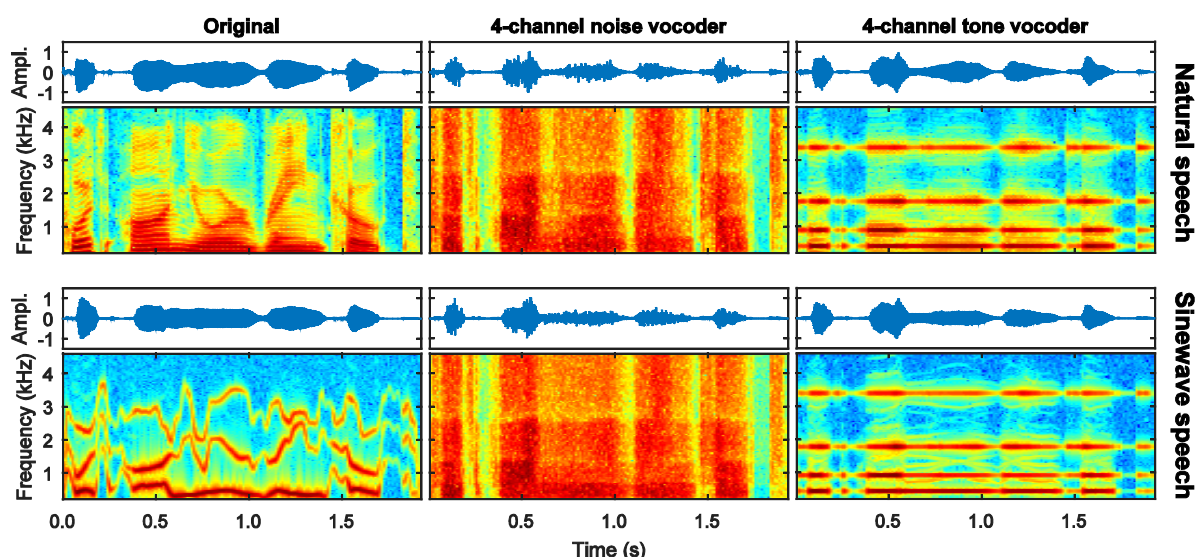 Original
4-channel noise vocoder
4-channel tone vocoder
Ampl.
1
0
-1
Frequency (kHz)
4
3
2
1
Natural speech
Ampl.
1
0
-1
Frequency (kHz)
4
3
2
1
Sinewave speech
0.0 0.5 1.0 1.5
0.5 1.0 1.5
0.5 1.0 1.5
Time (s)